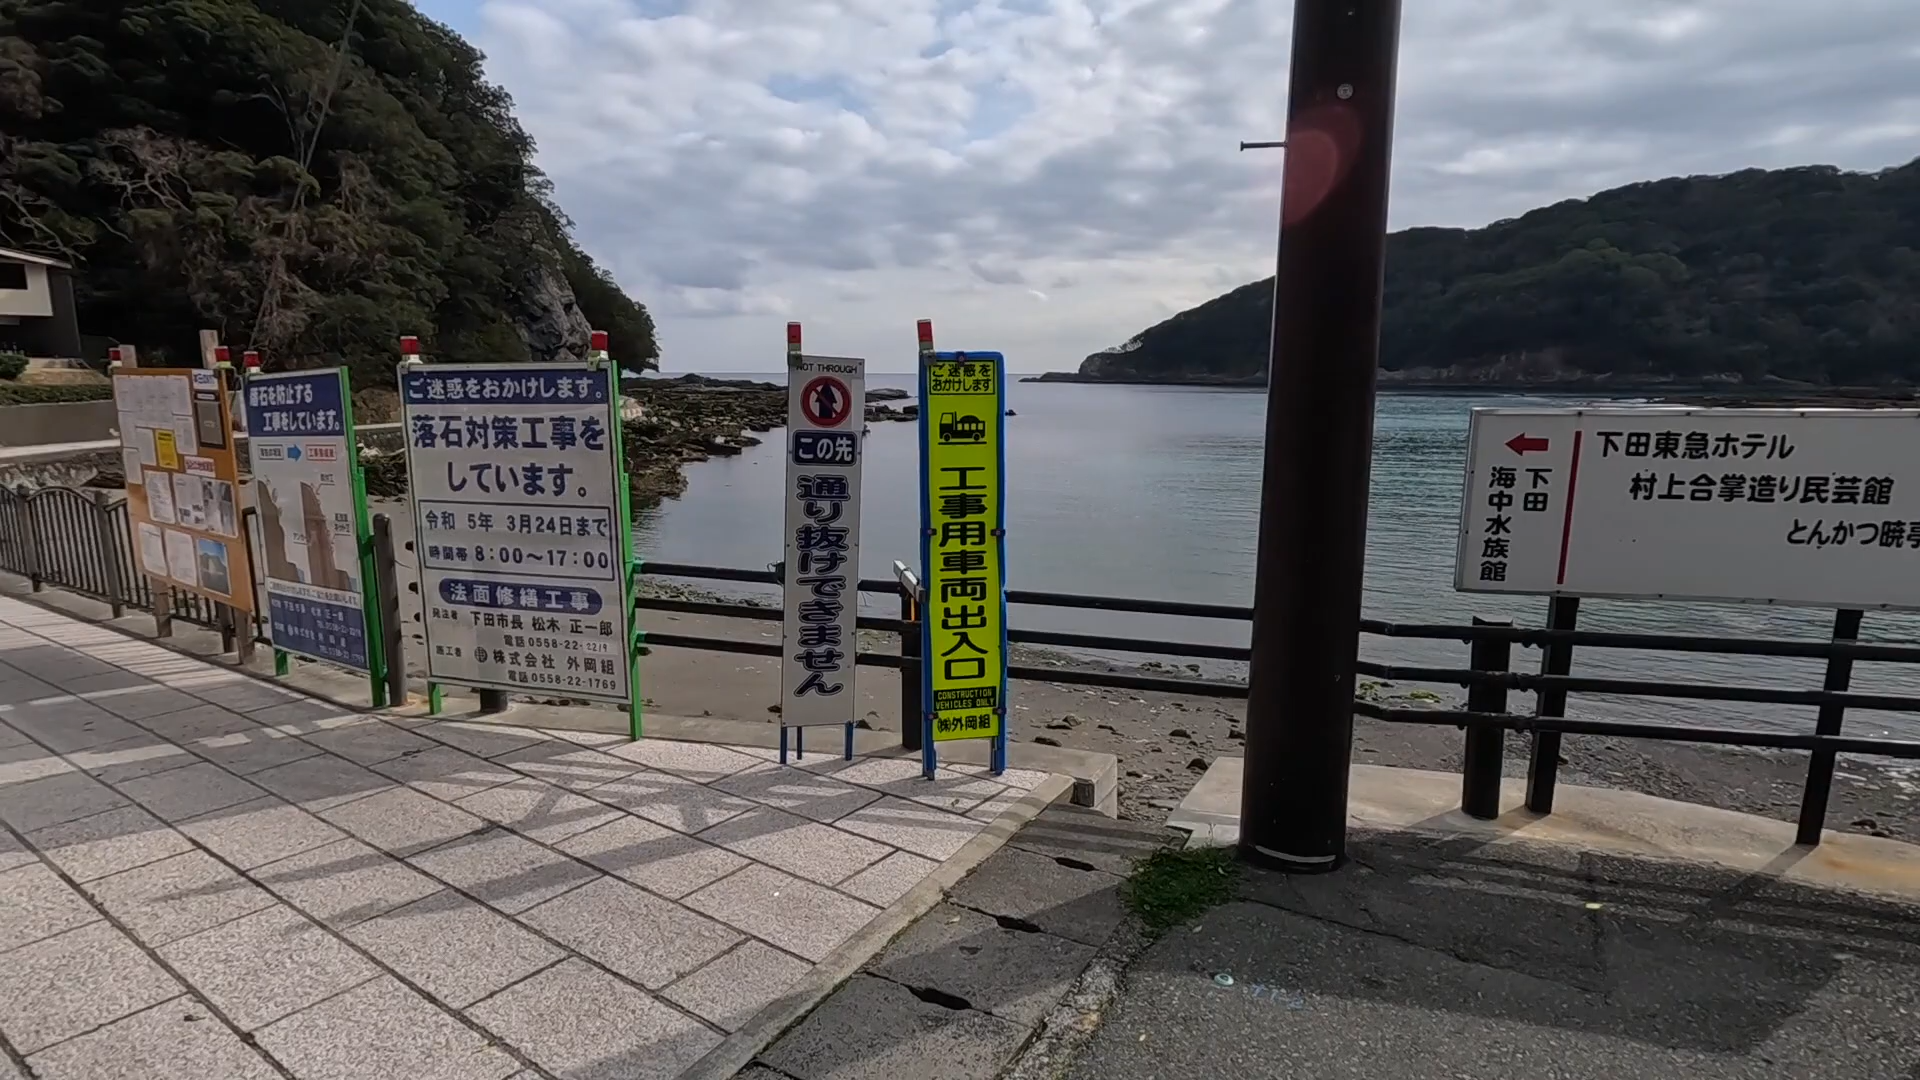 落石を防止する
工事をしています。
ご迷惑をおかけします。
落石対策工事を
しています。
令和 5年 3月24日まで
時間帯 8:00〜17:00
法面修繕工事
発注者 下田市長 松木 正一郎
電話 0558-22-2219
施工者 株式会社 外岡組
電話 0558-22-1769
NOT THROUGH
この先
通り抜けできません
ご迷惑を
おかけします
工事用車両出入口
CONSTRUCTION
VEHICLES ONLY
㈱外岡組
下田
海中水族館
下田東急ホテル
村上合掌造り民芸館
とんかつ暁亭